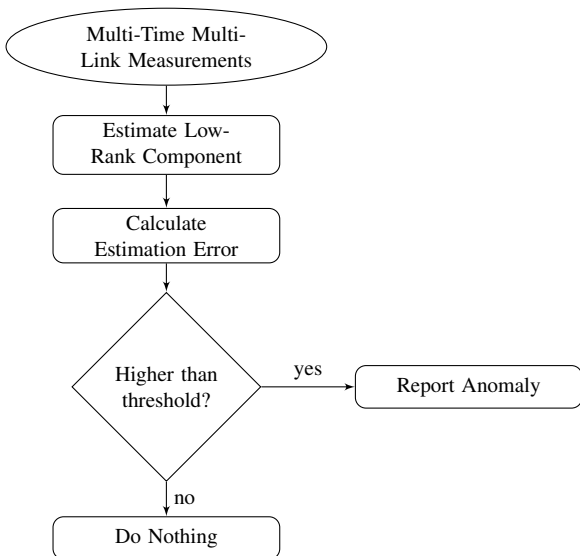 Multi-Time Multi-
Link Measurements
Estimate Low-
Rank Component
Calculate
Estimation Error
Higher than
threshold?
yes
Report Anomaly
no
Do Nothing